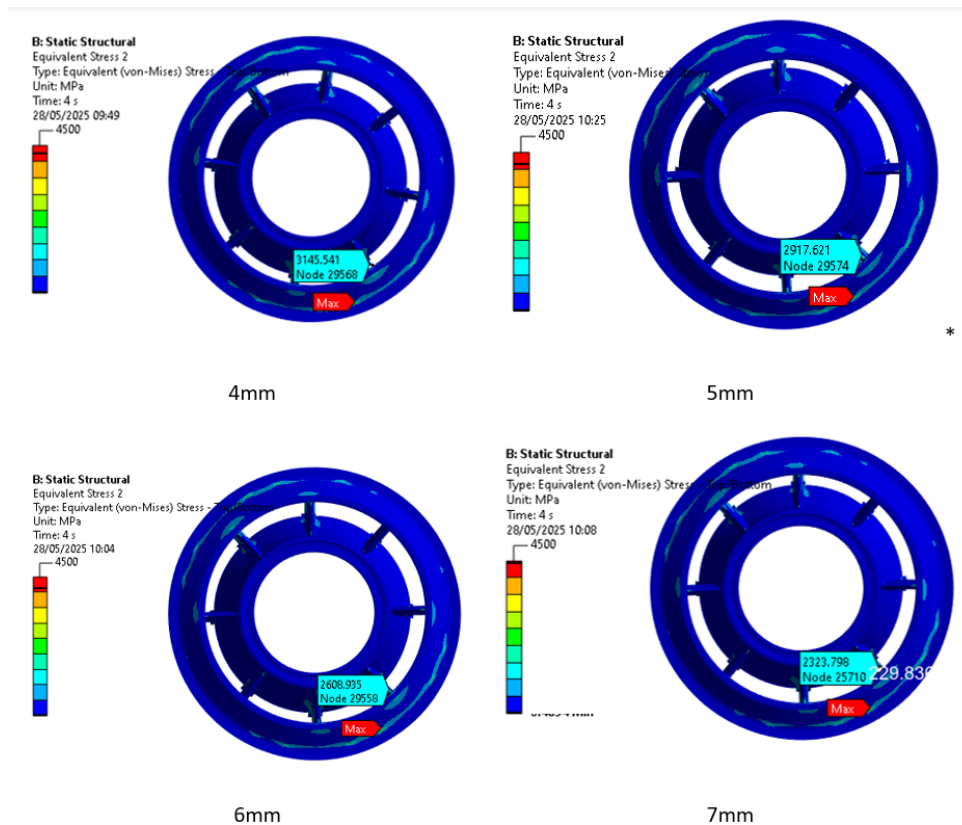 B: Static Structural
Equivalent Stress 2
Type: Equivalent (von-Mises) Stress - Top/Bottom
Unit: MPa
Time: 4 s
28/05/2025 09:49
4500
3145.541
Node 29568
Max
4mm
B: Static Structural
Equivalent Stress 2
Type: Equivalent (von-Mises) Stress
Unit: MPa
Time: 4 s
28/05/2025 10:25
4500
2917.621
Node 29574
Max
*
5mm
B: Static Structural
Equivalent Stress 2
Type: Equivalent (von-Mises) Stress - Top/Bottom
Unit: MPa
Time: 4 s
28/05/2025 10:04
4500
2608.935
Node 29558
Max
6mm
B: Static Structural
Equivalent Stress 2
Type: Equivalent (von-Mises) Stress - Top/Bottom
Unit: MPa
Time: 4 s
28/05/2025 10:08
4500
2323.798
Node 25710
229.836
Max
7mm